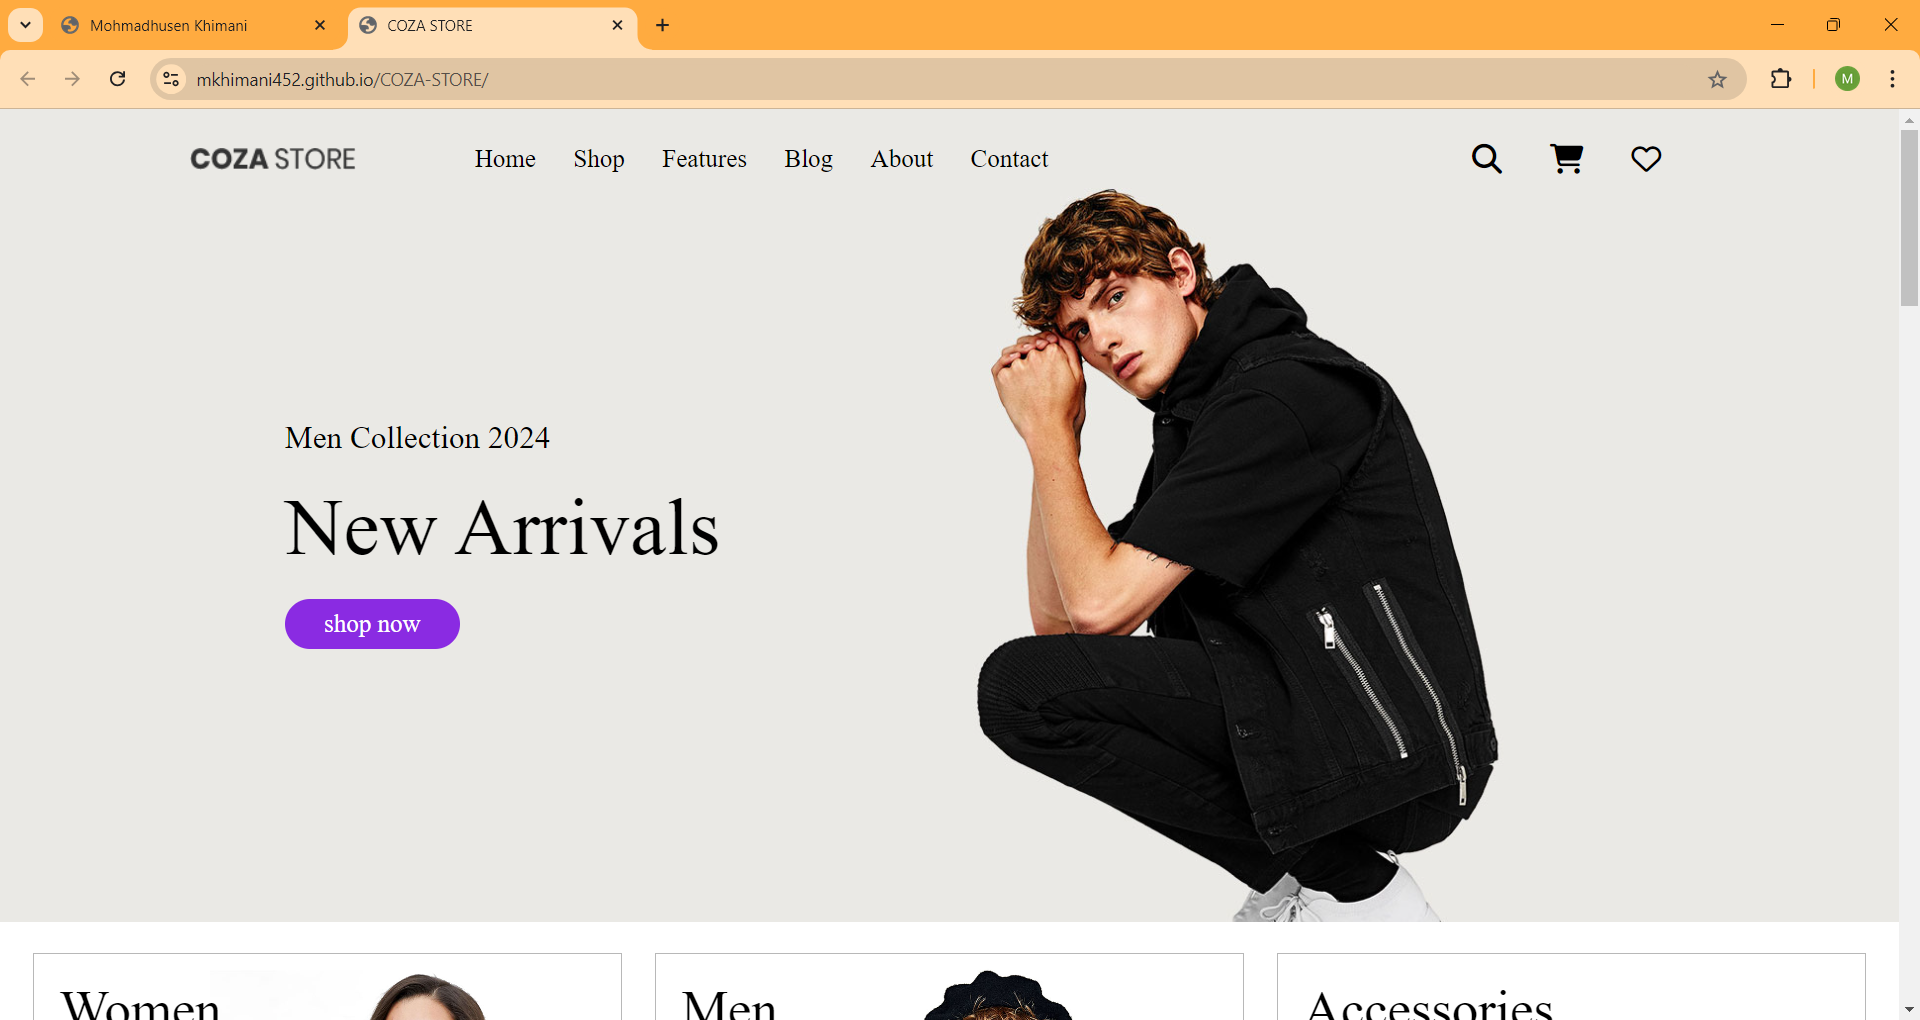 Mohmadhusen Khimani
COZA STORE
mkhimani452.github.io/COZA-STORE/
M
COZA STORE
Home Shop Features Blog About Contact
Men Collection 2024
New Arrivals
shop now
Women
Men
Accessories